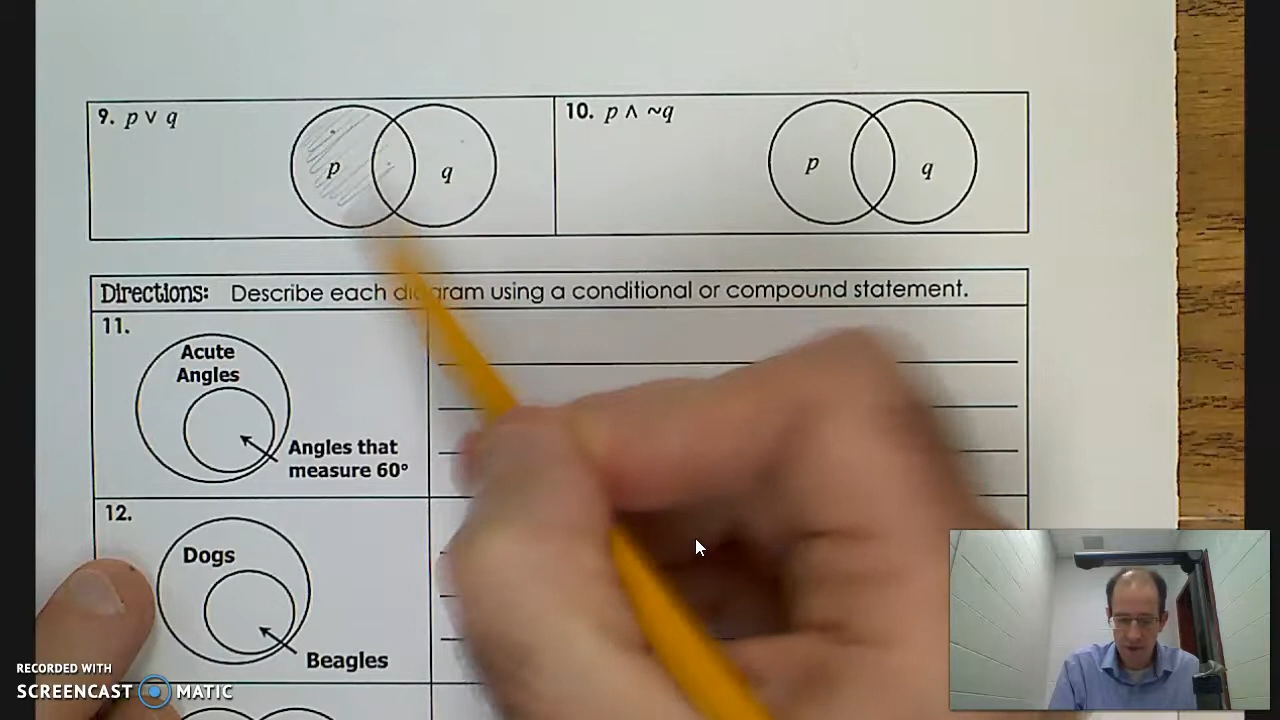 9. p ∨ q
p
q
10. p ∧ ~q
p
q
Directions: Describe each diagram using a conditional or compound statement.
11.
Acute
Angles
Angles that
measure 60°
12.
Dogs
Beagles
RECORDED WITH
SCREENCAST MATIC